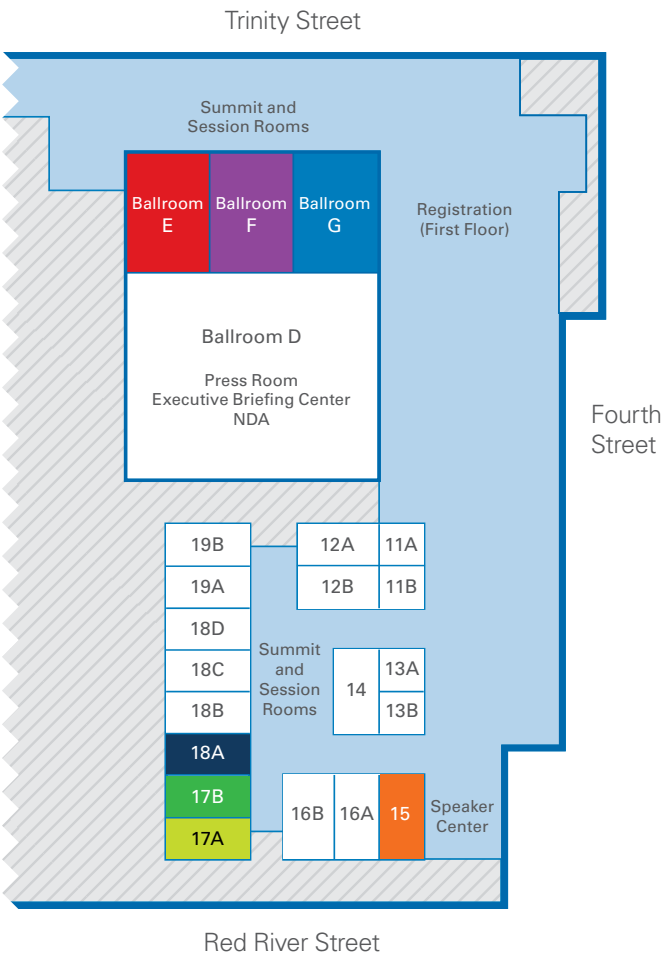 Trinity Street
Summit and
Session Rooms
Ballroom
E
Ballroom
F
Ballroom
G
Registration
(First Floor)
Ballroom D
Press Room
Executive Briefing Center
NDA
Fourth
Street
19B
12A
11A
19A
12B
11B
18D
18C
18B
Summit
and
Session
Rooms
14
13A
13B
18A
17B
17A
16B
16A
15
Speaker
Center
Red River Street